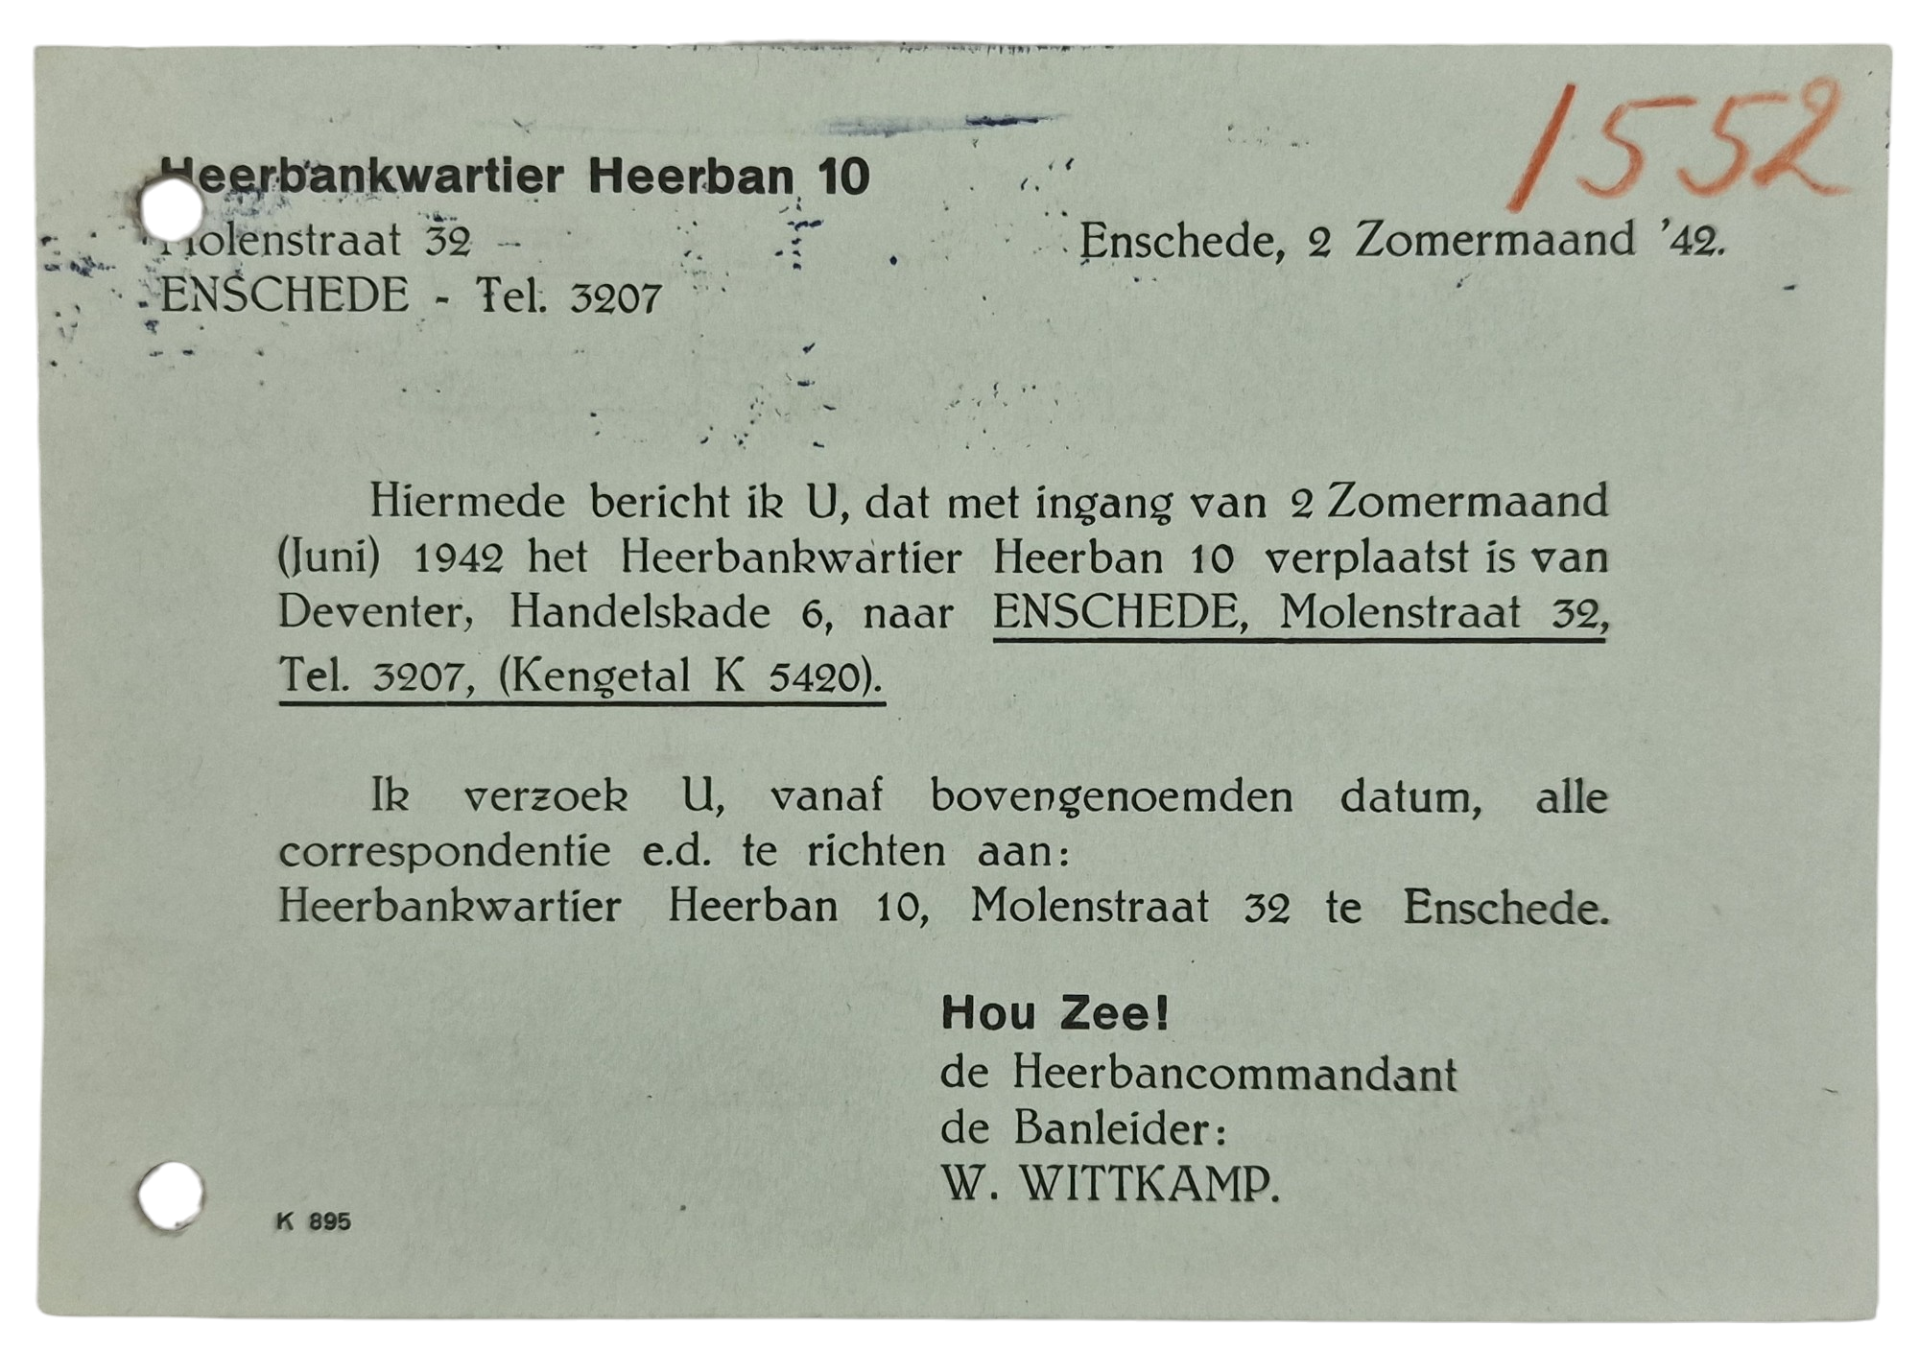 1552
Heerbankwartier Heerban 10
Molenstraat 32 –
ENSCHEDE - Tel. 3207
Enschede, 2 Zomermaand '42.
Hiermede bericht ik U, dat met ingang van 2 Zomermaand
(Juni) 1942 het Heerbankwartier Heerban 10 verplaatst is van
Deventer, Handelskade 6, naar ENSCHEDE, Molenstraat 32,
Tel. 3207, (Kengetal K 5420).
Ik verzoek U, vanaf bovengenoemden datum, alle
correspondentie e.d. te richten aan:
Heerbankwartier Heerban 10, Molenstraat 32 te Enschede.
Hou Zee!
de Heerbancommandant
de Banleider:
W. WITTKAMP.
K 895